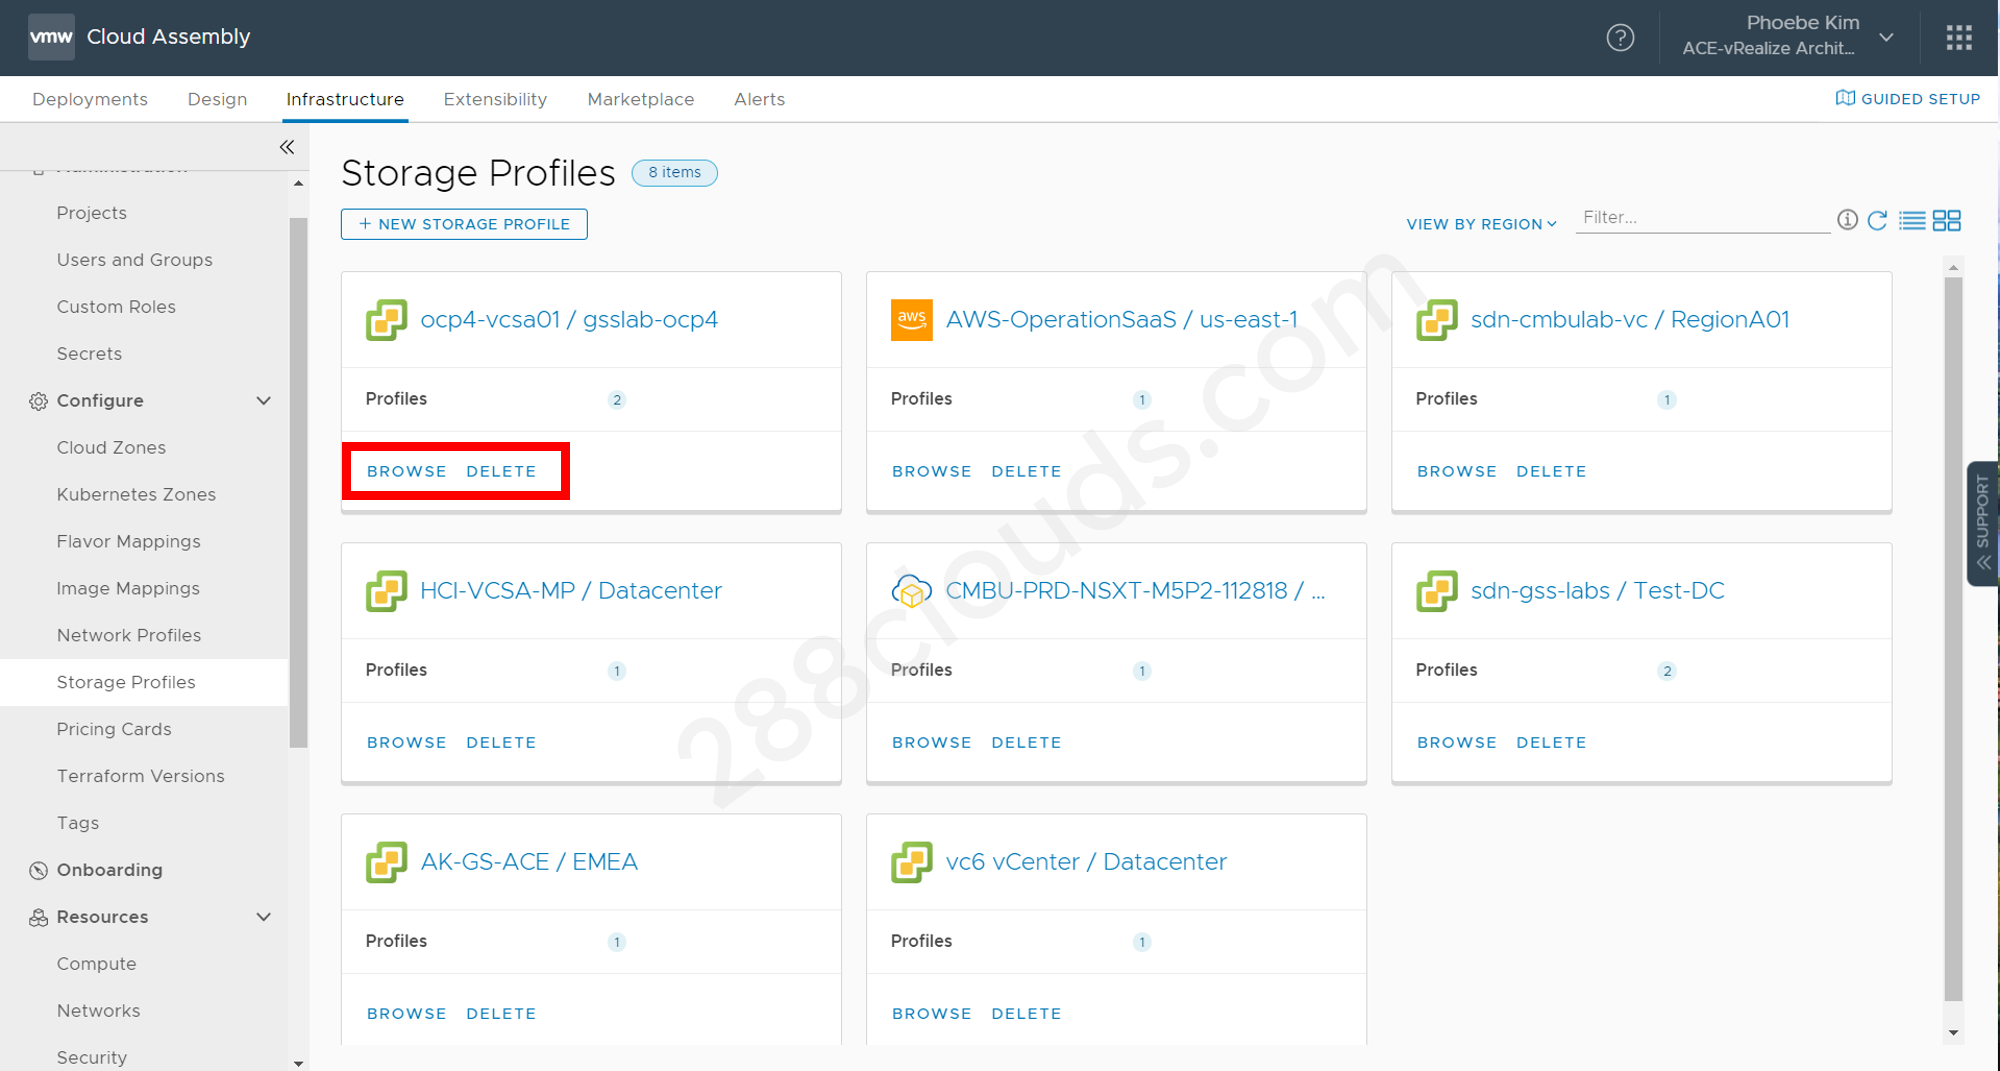 vmw Cloud Assembly
Phoebe Kim
ACE-vRealize Archit...
Deployments Design Infrastructure Extensibility Marketplace Alerts
GUIDED SETUP
Administration
Projects
Users and Groups
Custom Roles
Secrets
Configure
Cloud Zones
Kubernetes Zones
Flavor Mappings
Image Mappings
Network Profiles
Storage Profiles
Pricing Cards
Terraform Versions
Tags
Onboarding
Resources
Compute
Networks
Security
Storage Profiles 8 items
+ NEW STORAGE PROFILE
VIEW BY REGION Filter...
ocp4-vcsa01 / gsslab-ocp4
Profiles 2
BROWSE DELETE
aws AWS-OperationSaaS / us-east-1
Profiles 1
BROWSE DELETE
sdn-cmbulab-vc / RegionA01
Profiles 1
BROWSE DELETE
HCI-VCSA-MP / Datacenter
Profiles 1
BROWSE DELETE
CMBU-PRD-NSXT-M5P2-112818 / ...
Profiles 1
BROWSE DELETE
sdn-gss-labs / Test-DC
Profiles 2
BROWSE DELETE
AK-GS-ACE / EMEA
Profiles 1
BROWSE DELETE
vc6 vCenter / Datacenter
Profiles 1
BROWSE DELETE
SUPPORT
288clouds.com